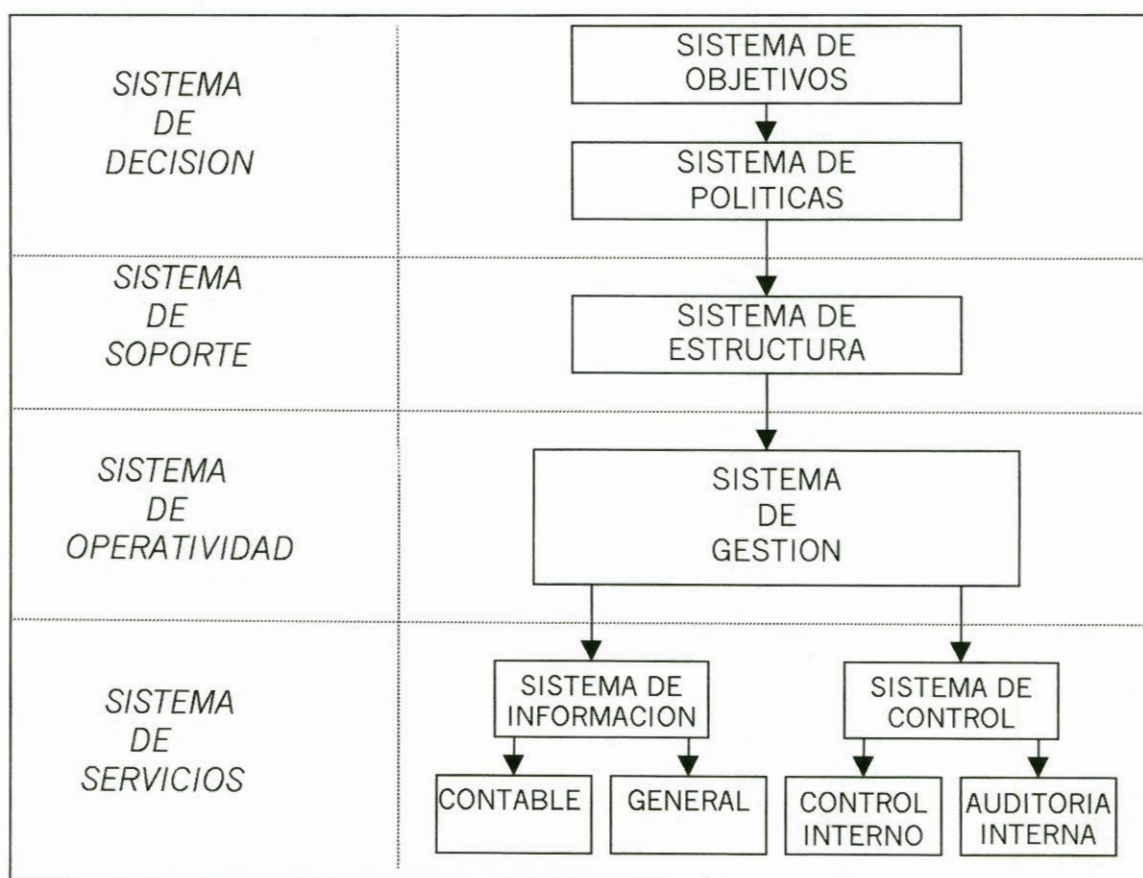 SISTEMA
DE
DECISION
SISTEMA DE
OBJETIVOS
SISTEMA DE
POLITICAS
SISTEMA
DE
SOPORTE
SISTEMA DE
ESTRUCTURA
SISTEMA
DE
OPERATIVIDAD
SISTEMA
DE
GESTION
SISTEMA
DE
SERVICIOS
SISTEMA DE
INFORMACION
SISTEMA DE
CONTROL
CONTABLE
GENERAL
CONTROL
INTERNO
AUDITORIA
INTERNA